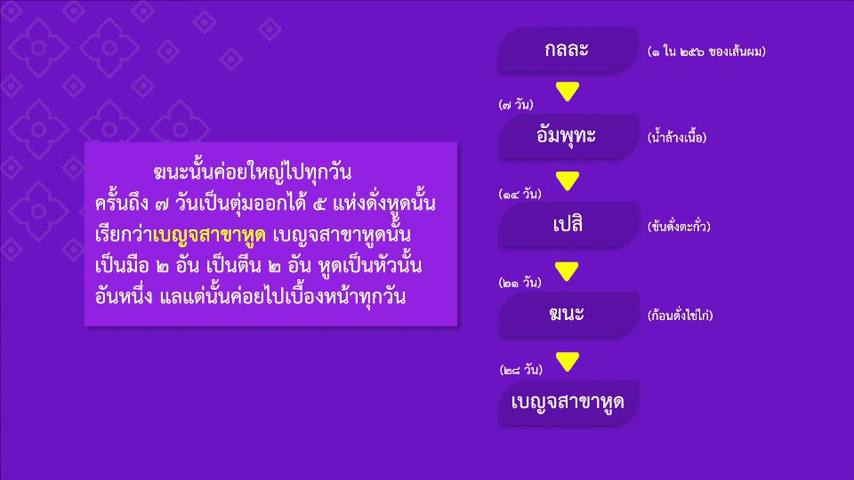 ฆนะนั้นค่อยใหญ่ไปทุกวัน
ครั้นถึง ๗ วันเป็นตุ่มออกได้ ๕ แห่งดั่งหูดนั้น
เรียกว่าเบญจสาขาหูด เบญจสาขาหูดนั้น
เป็นมือ ๒ อัน เป็นตีน ๒ อัน หูดเป็นหัวนั้น
อันหนึ่ง แลแต่นั้นค่อยไปเบื้องหน้าทุกวัน
กลละ
(๑ ใน ๒๕๖ ของเส้นผม)
(๗ วัน)
อัมพุทะ
(น้ำล้างเนื้อ)
(๑๔ วัน)
เปสิ
(ข้นดั่งตะกั่ว)
(๒๑ วัน)
ฆนะ
(ก้อนดั่งไข่ไก่)
(๒๘ วัน)
เบญจสาขาหูด